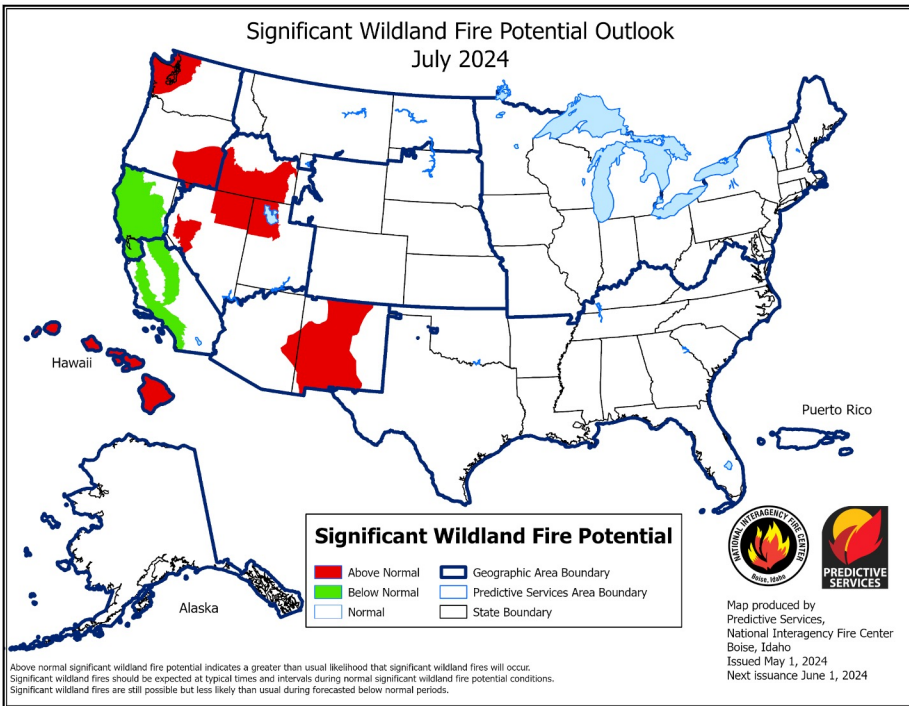 Significant Wildland Fire Potential Outlook
July 2024
Hawaii
Puerto Rico
Alaska
Significant Wildland Fire Potential
Above Normal
Geographic Area Boundary
Below Normal
Predictive Services Area Boundary
Normal
State Boundary
NATIONAL INTERAGENCY FIRE CENTER
Boise, Idaho
PREDICTIVE
SERVICES
Map produced by
Predictive Services,
National Interagency Fire Center
Boise, Idaho
Issued May 1, 2024
Next issuance June 1, 2024
Above normal significant wildland fire potential indicates a greater than usual likelihood that significant wildland fires will occur.
Significant wildland fires should be expected at typical times and intervals during normal significant wildland fire potential conditions.
Significant wildland fires are still possible but less likely than usual during forecasted below normal periods.